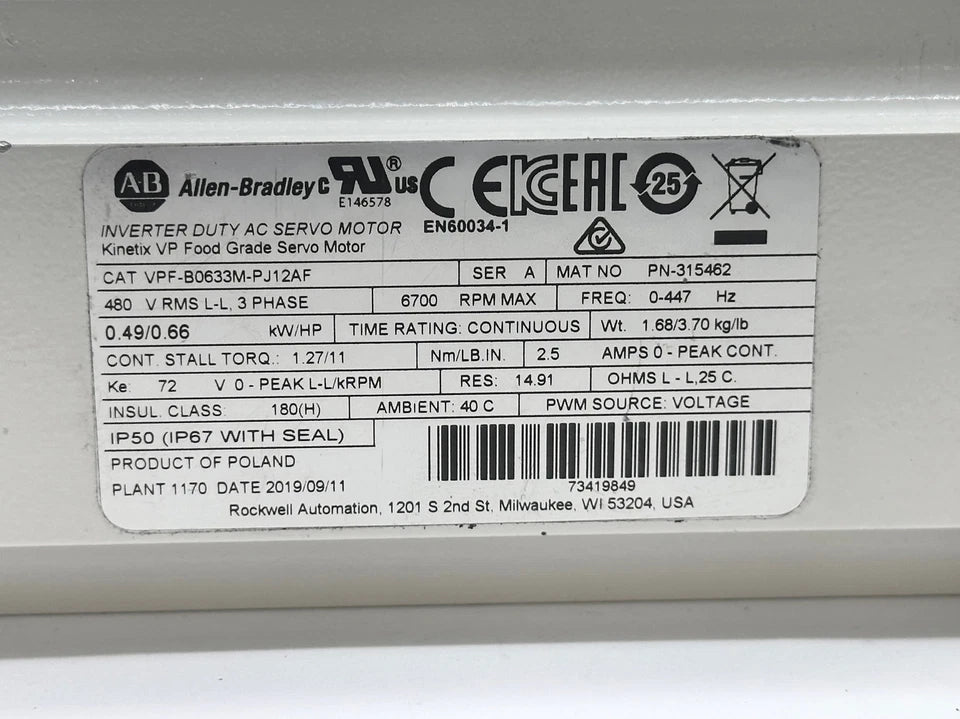 A-B Allen-Bradley C RU ® US CE KC EAC 25
E146578
INVERTER DUTY AC SERVO MOTOR EN60034-1
Kinetix VP Food Grade Servo Motor
CAT VPF-B0633M-PJ12AF SER A MAT NO PN-315462
480 V RMS L-L, 3 PHASE 6700 RPM MAX FREQ: 0-447 Hz
0.49/0.66 kW/HP TIME RATING: CONTINUOUS Wt. 1.68/3.70 kg/lb
CONT. STALL TORQ.: 1.27/11 Nm/LB.IN. 2.5 AMPS 0 - PEAK CONT.
Ke: 72 V 0 - PEAK L-L/kRPM RES: 14.91 OHMS L - L,25 C.
INSUL. CLASS: 180(H) AMBIENT: 40 C PWM SOURCE: VOLTAGE
IP50 (IP67 WITH SEAL)
PRODUCT OF POLAND
PLANT 1170 DATE 2019/09/11 73419849
Rockwell Automation, 1201 S 2nd St, Milwaukee, WI 53204, USA